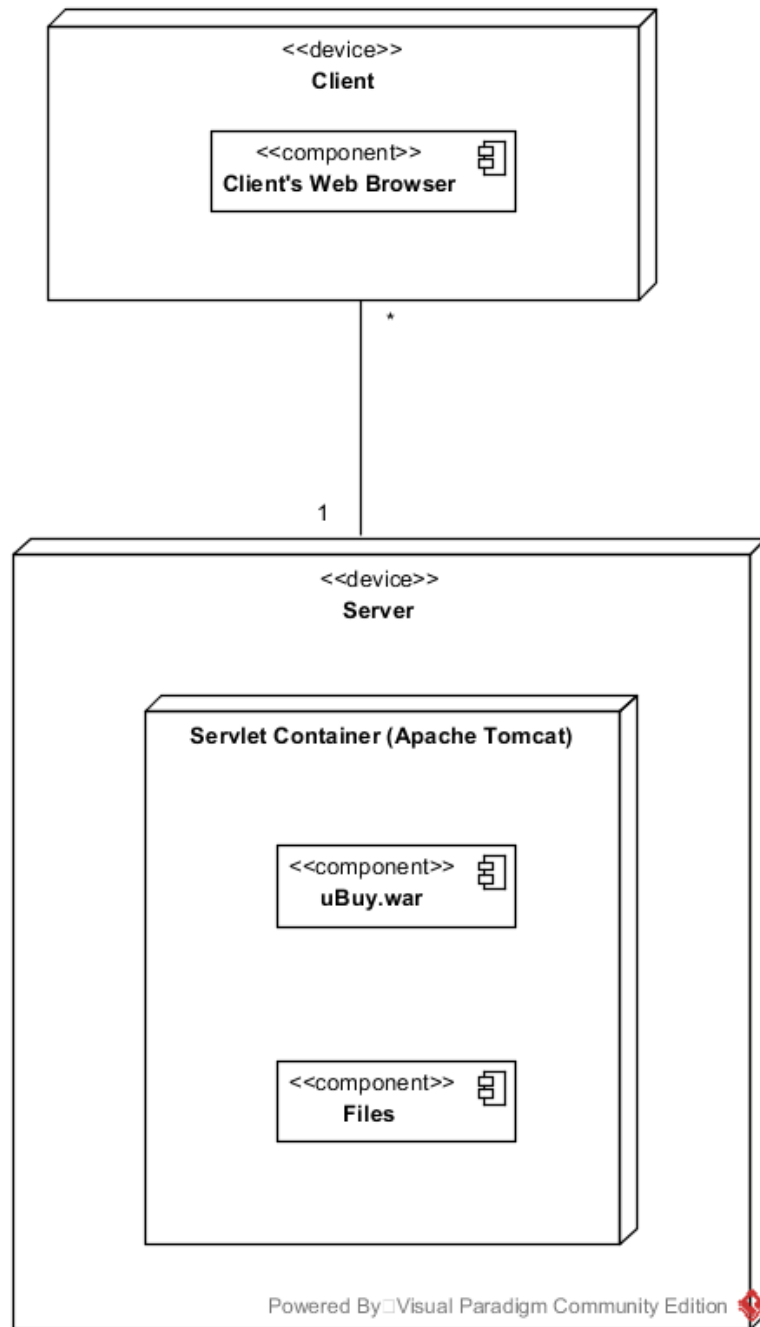 <<device>>
Client
<<component>>
Client's Web Browser
*
1
<<device>>
Server
Servlet Container (Apache Tomcat)
<<component>>
uBuy.war
<<component>>
Files
Powered By□Visual Paradigm Community Edition